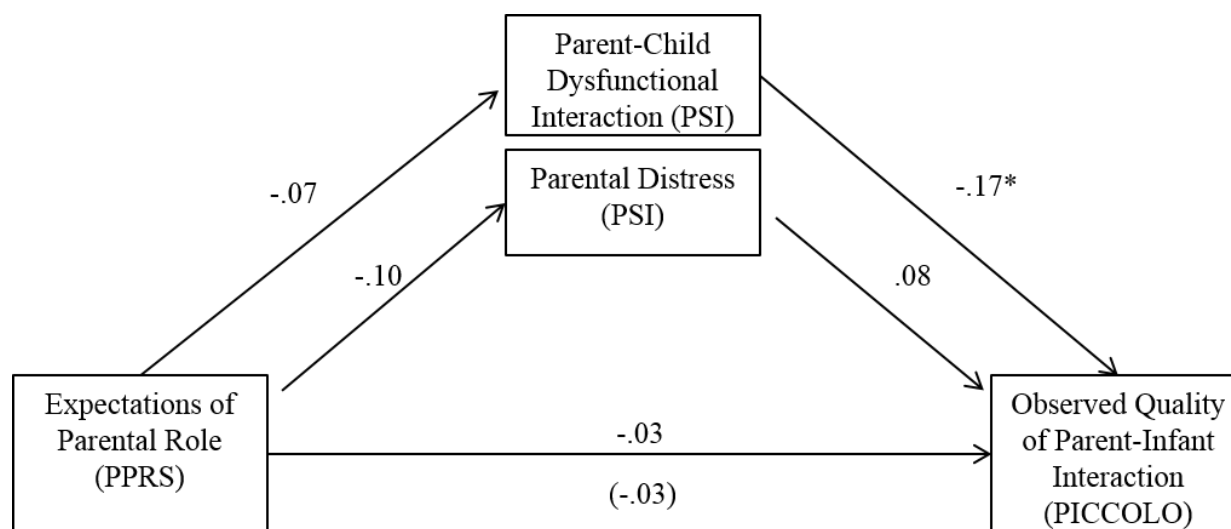 Parent-Child
Dysfunctional
Interaction (PSI)
-.07
-.17*
Parental Distress
(PSI)
-.10
.08
Expectations of
Parental Role
(PPRS)
-.03
(-.03)
Observed Quality
of Parent-Infant
Interaction
(PICCOLO)